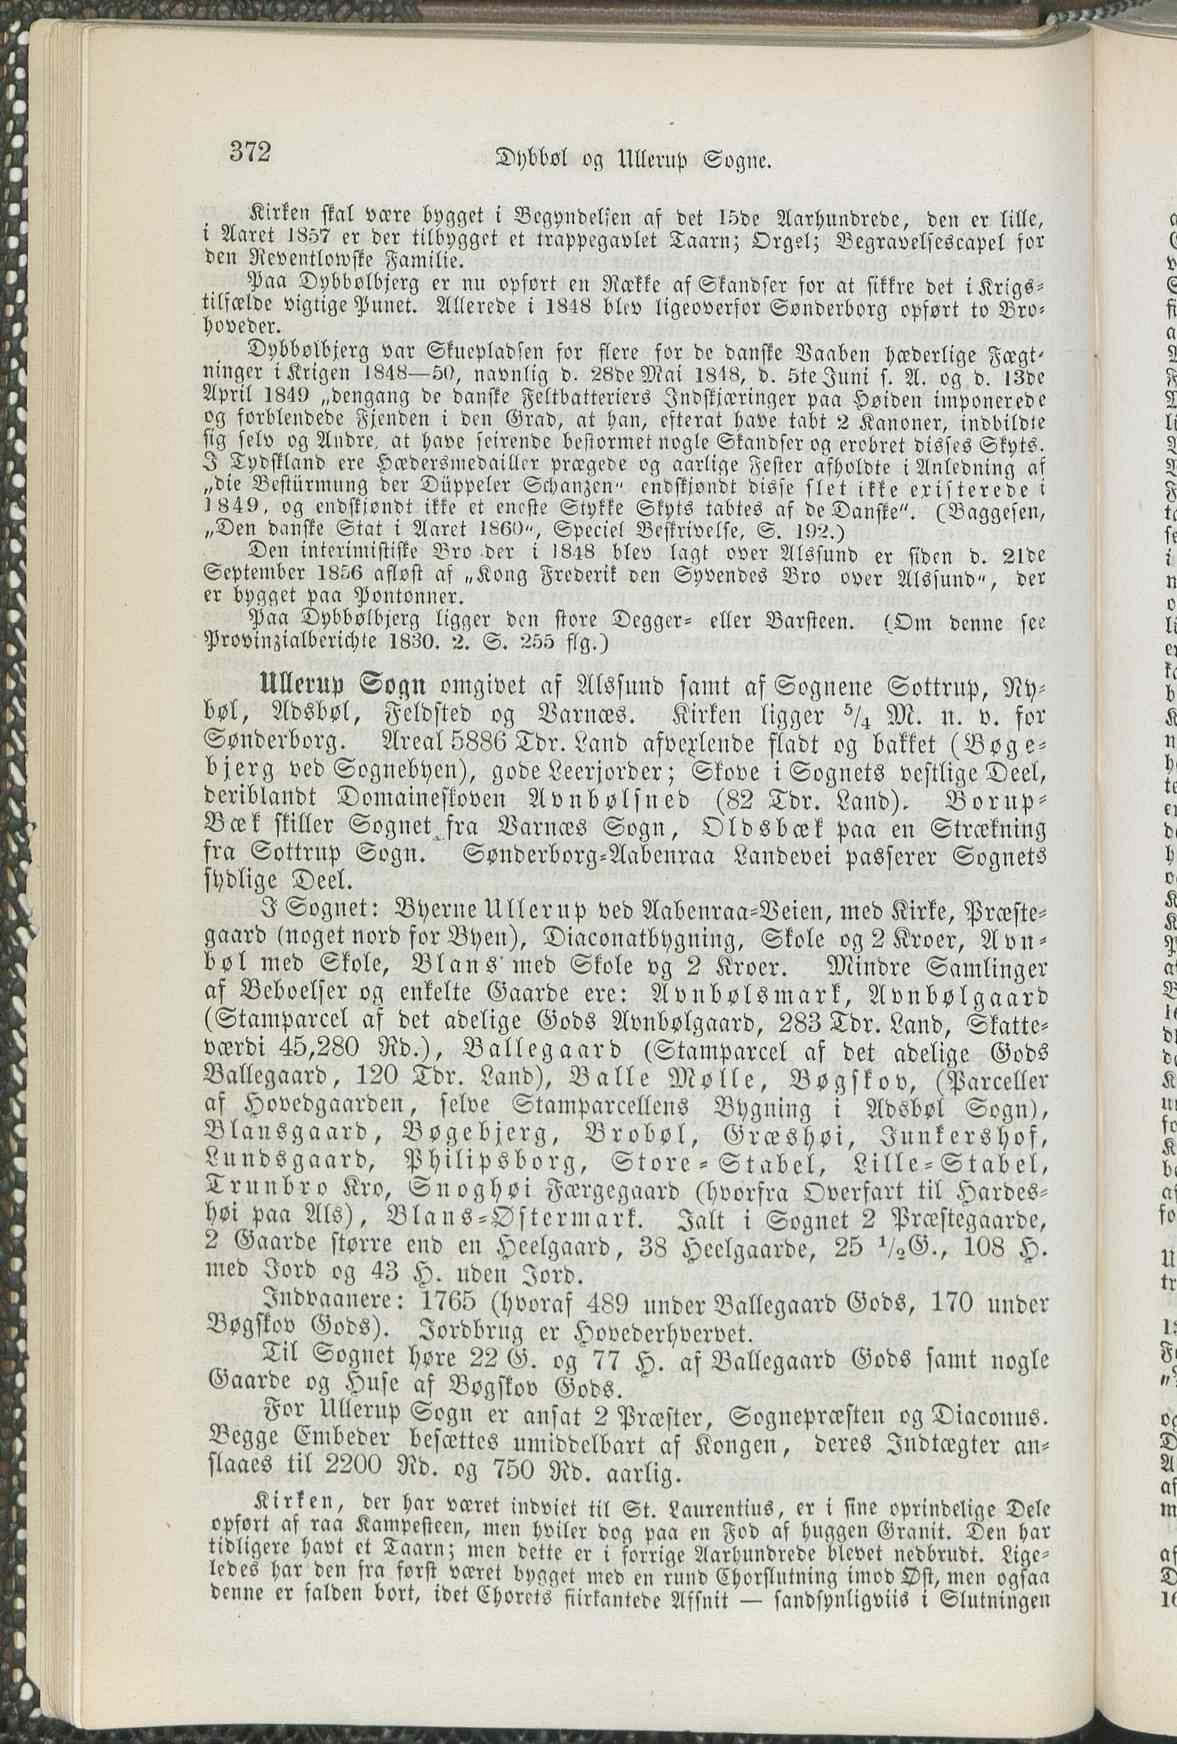 372
Dybbøl og Ullerup Sogne.
Kirken skal være bygget i Begyndelsen af det 15de Aarhundrede, den er lille,
i Aaret 1857 er der tilbygget et trappegavlet Taarn; Orgel; Begravelsescapel for
den Reventlowske Familie.
Paa Dybbølbjerg er nu opført en Række af Skandser for at sikkre det i Krigs-
tilfælde vigtige Punct. Allerede i 1848 blev ligeoverfor Sønderborg opført to Bro-
hoveder.
Dybbølbjerg var Skuepladsen for flere for de danske Vaaben hæderlige Fægt-
ninger i Krigen 1848—50, navnlig d. 28de Mai 1848, d. 5te Juni s. A. og d. 13de
April 1849 „dengang de danske Feltbatteriers Indskjæringer paa Høiden imponerede
og forblendede Fjenden i den Grad, at han, efterat have tabt 2 Kanoner, indbildte
sig selv og Andre, at have seirende bestormet nogle Skandser og erobret disses Skyts.
I Tydskland ere Hædersmedailler prægede og aarlige Fester afholdte i Anledning af
„die Bestürmung der Düppeler Schanzen“ endskjøndt disse slet ikke existerede i
1849, og endskjøndt ikke et eneste Stykke Skyts tabtes af de Danske“. (Baggesen,
„Den danske Stat i Aaret 1860“, Speciel Beskrivelse, S. 192.)
Den interimistiske Bro der i 1848 blev lagt over Alssund er siden d. 21de
September 1856 afløst af „Kong Frederik den Syvendes Bro over Alssund“, der
er bygget paa Pontonner.
Paa Dybbølbjerg ligger den store Degger- eller Barsteen. (Om denne see
Provinzialberichte 1830. 2. S. 255 flg.)
Ullerup Sogn omgivet af Alssund samt af Sognene Sottrup, Ny-
bøl, Adsbøl, Feldsted og Varnæs. Kirken ligger 5/4 M. n. v. for
Sønderborg. Areal 5886 Tdr. Land afvexlende fladt og bakket (Bøge-
bjerg ved Sognebyen), gode Leerjorder; Skove i Sognets vestlige Deel,
deriblandt Domaineskoven Avnbølsned (82 Tdr. Land). Borup-
Bæk skiller Sognet fra Varnæs Sogn, Oldsbæk paa en Strækning
fra Sottrup Sogn. Sønderborg-Aabenraa Landevei passerer Sognets
sydlige Deel.
I Sognet: Byerne Ullerup ved Aabenraa-Veien, med Kirke, Præste-
gaard (noget nord for Byen), Diaconatbygning, Skole og 2 Kroer, Avn-
bøl med Skole, Blans med Skole og 2 Kroer. Mindre Samlinger
af Beboelser og enkelte Gaarde ere: Avnbølsmark, Avnbølgaard
(Stamparcel af det adelige Gods Avnbølgaard, 283 Tdr. Land, Skatte-
værdi 45,280 Rd.), Ballegaard (Stamparcel af det adelige Gods
Ballegaard, 120 Tdr. Land), Balle Mølle, Bøgskov, (Parceller
af Hovedgaarden, selve Stamparcellens Bygning i Adsbøl Sogn),
Blansgaard, Bøgebjerg, Brobøl, Græshøi, Junkershof,
Lundsgaard, Philipsborg, Store-Stabel, Lille-Stabel,
Trunbro Kro, Snoghøi Færgegaard (hvorfra Overfart til Hardes-
høi paa Als), Blans-Østermark. Ialt i Sognet 2 Præstegaarde,
2 Gaarde større end en Heelgaard, 38 Heelgaarde, 25 1/2 G., 108 H.
med Jord og 43 H. uden Jord.
Indvaanere: 1765 (hvoraf 489 under Ballegaard Gods, 170 under
Bøgskov Gods). Jordbrug er Hovederhvervet.
Til Sognet høre 22 G. og 77 H. af Ballegaard Gods samt nogle
Gaarde og Huse af Bøgskov Gods.
For Ullerup Sogn er ansat 2 Præster, Sognepræsten og Diaconus.
Begge Embeder besættes umiddelbart af Kongen, deres Indtægter an-
slaaes til 2200 Rd. og 750 Rd. aarlig.
Kirken, der har været indviet til St. Laurentius, er i sine oprindelige Dele
opført af raa Kampesteen, men hviler dog paa en Fod af huggen Granit. Den har
tidligere havt et Taarn; men dette er i forrige Aarhundrede blevet nedbrudt. Lige-
ledes har den fra først været bygget med en rund Chorslutning imod Øst, men ogsaa
denne er falden bort, idet Chorets fiirkantede Afsnit — sandsynligviis i Slutningen